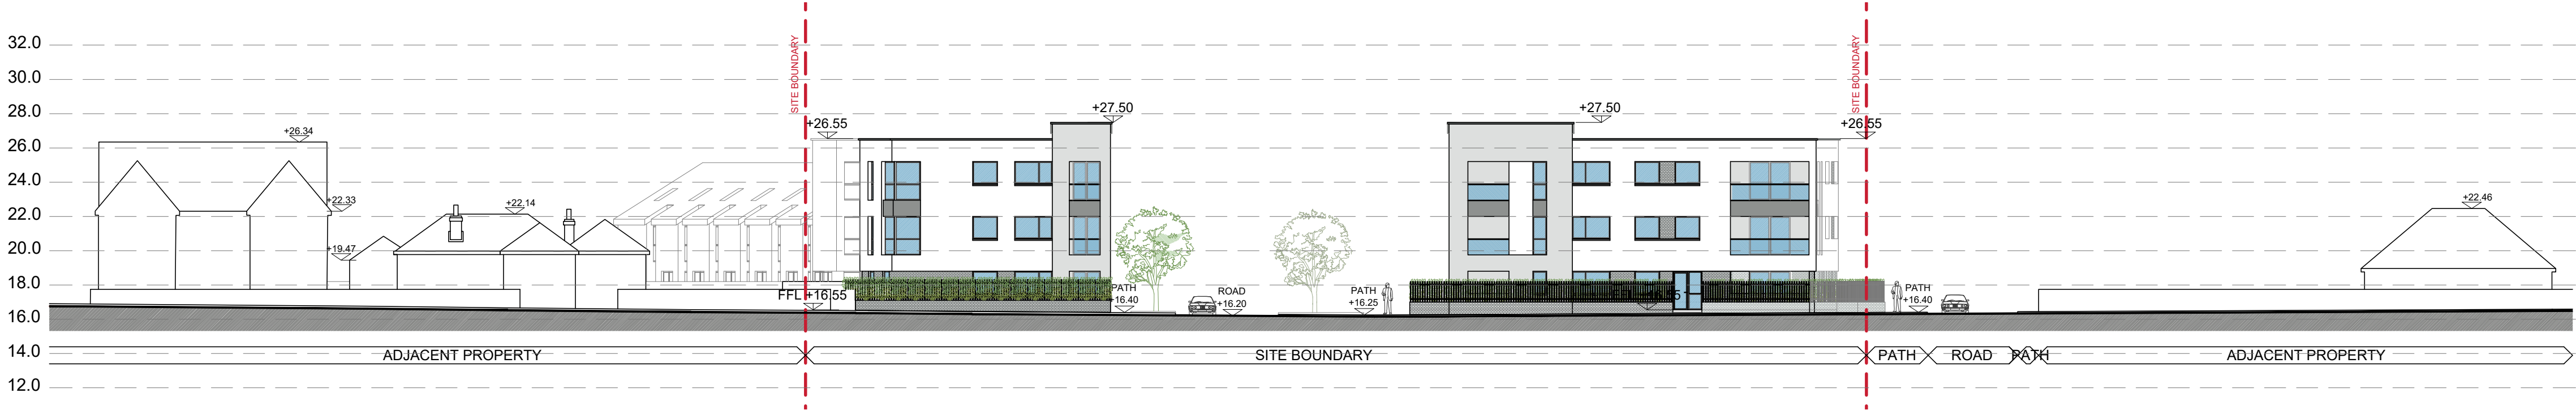 32.0
30.0
28.0
26.0
24.0
22.0
20.0
18.0
16.0
14.0
12.0
SITE BOUNDARY
SITE BOUNDARY
+27.50
+27.50
+26.55
+26.55
+26.34
+22.33
+22.14
+19.47
+22.46
FFL +16.55
PATH
+16.40
ROAD
+16.20
PATH
+16.25
FFL +16.55
PATH
+16.40
ADJACENT PROPERTY
SITE BOUNDARY
PATH
ROAD
PATH
ADJACENT PROPERTY